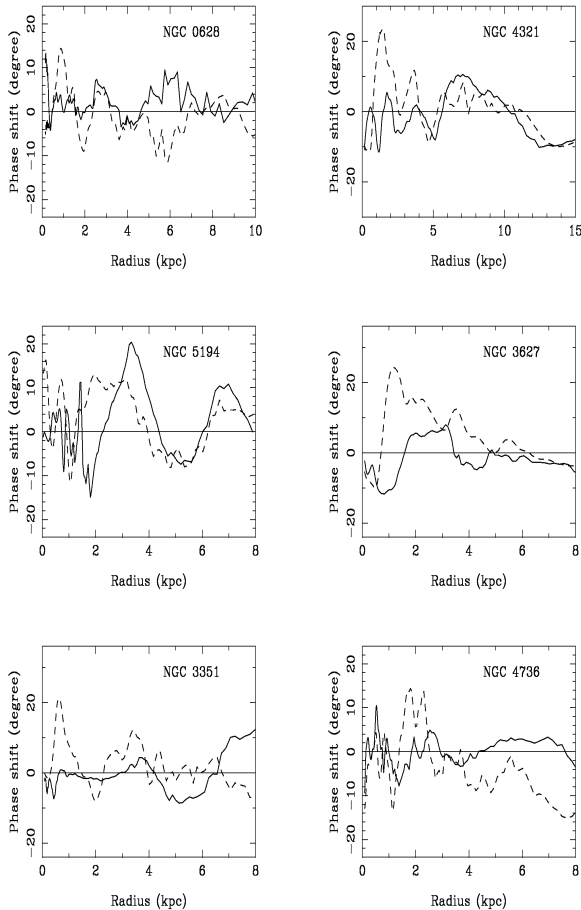 NGC 0628
Phase shift (degree)
20
10
0
−10
−20
0 2 4 6 8 10
Radius (kpc)
NGC 4321
Phase shift (degree)
20
0
−20
0 5 10 15
Radius (kpc)
NGC 5194
Phase shift (degree)
20
10
0
−10
−20
0 2 4 6 8
Radius (kpc)
NGC 3627
Phase shift (degree)
20
0
−20
0 2 4 6 8
Radius (kpc)
NGC 3351
Phase shift (degree)
20
0
−20
0 2 4 6 8
Radius (kpc)
NGC 4736
Phase shift (degree)
20
10
0
−10
−20
0 2 4 6 8
Radius (kpc)